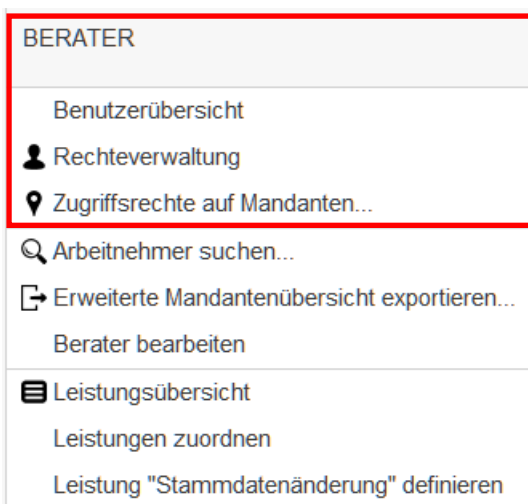 BERATER
Benutzerübersicht
Rechteverwaltung
Zugriffsrechte auf Mandanten...
Arbeitnehmer suchen...
Erweiterte Mandantenübersicht exportieren...
Berater bearbeiten
Leistungsübersicht
Leistungen zuordnen
Leistung "Stammdatenänderung" definieren